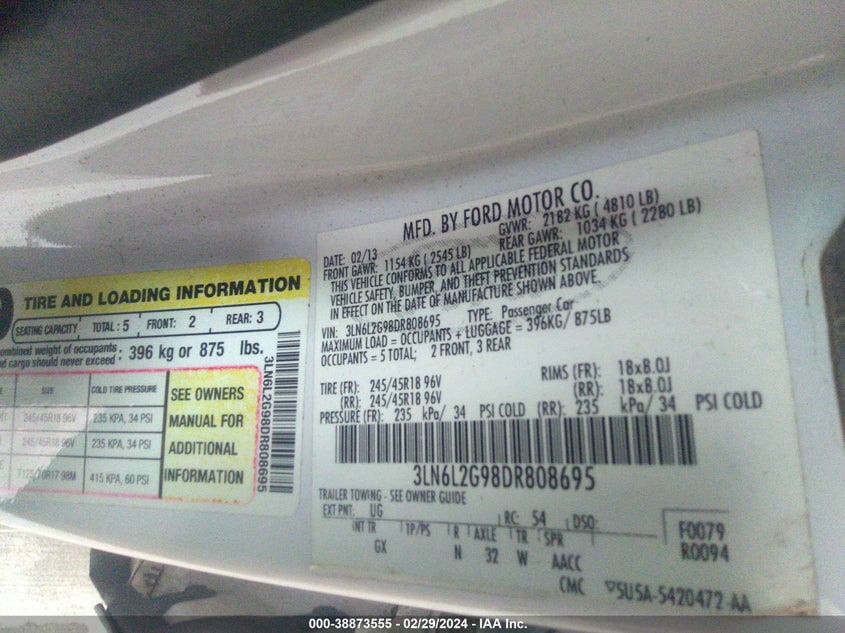 TIRE AND LOADING INFORMATION
SEATING CAPACITY TOTAL : 5 FRONT: 2 REAR: 3
combined weight of occupants : 396 kg or 875 lbs.
cargo should never exceed :
SIZE COLD TIRE PRESSURE
245/45R18 96V 235 KPA, 34 PSI
245/45R18 96V 235 KPA, 34 PSI
T125/70R17 98M 415 KPA, 60 PSI
SEE OWNERS
MANUAL FOR
ADDITIONAL
INFORMATION
3LN6L2G98DR808695
MFD. BY FORD MOTOR CO.
DATE: 02/13 GVWR: 2182 KG ( 4810 LB)
FRONT GAWR: 1154 KG ( 2545 LB) REAR GAWR: 1034 KG ( 2280 LB)
THIS VEHICLE CONFORMS TO ALL APPLICABLE FEDERAL MOTOR
VEHICLE SAFETY, BUMPER, AND THEFT PREVENTION STANDARDS
IN EFFECT ON THE DATE OF MANUFACTURE SHOWN ABOVE.
VIN: 3LN6L2G98DR808695 TYPE: Passenger Car
MAXIMUM LOAD = OCCUPANTS + LUGGAGE = 396KG/ 875LB
OCCUPANTS = 5 TOTAL; 2 FRONT, 3 REAR
TIRE (FR): 245/45R18 96V RIMS (FR): 18x8.0J
(RR): 245/45R18 96V (RR): 18x8.0J
PRESSURE (FR): 235 kPa/ 34 PSI COLD (RR): 235 kPa/ 34 PSI COLD
3LN6L2G98DR808695
TRAILER TOWING - SEE OWNER GUIDE
EXT PNT: UG RC: 54 DSO: F0079
INT TR TP/PS R AXLE TR SPR R0094
GX N 32 W AACC
CMC ▽5U5A-5420472-AA
000-38873555 - 02/29/2024 - IAA Inc.